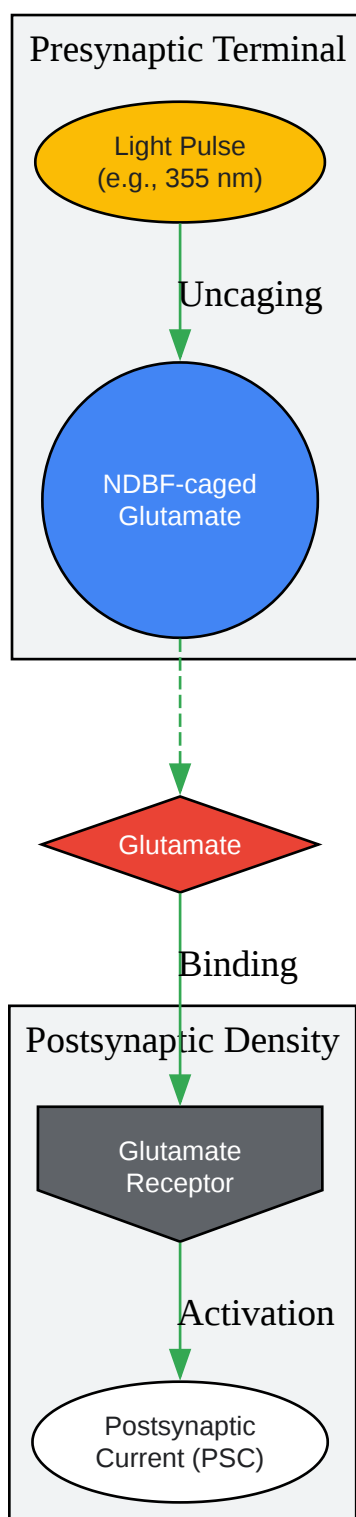 Presynaptic Terminal
Light Pulse
(e.g., 355 nm)
Uncaging
NDBF-caged
Glutamate
Glutamate
Binding
Postsynaptic Density
Glutamate
Receptor
Activation
Postsynaptic
Current (PSC)